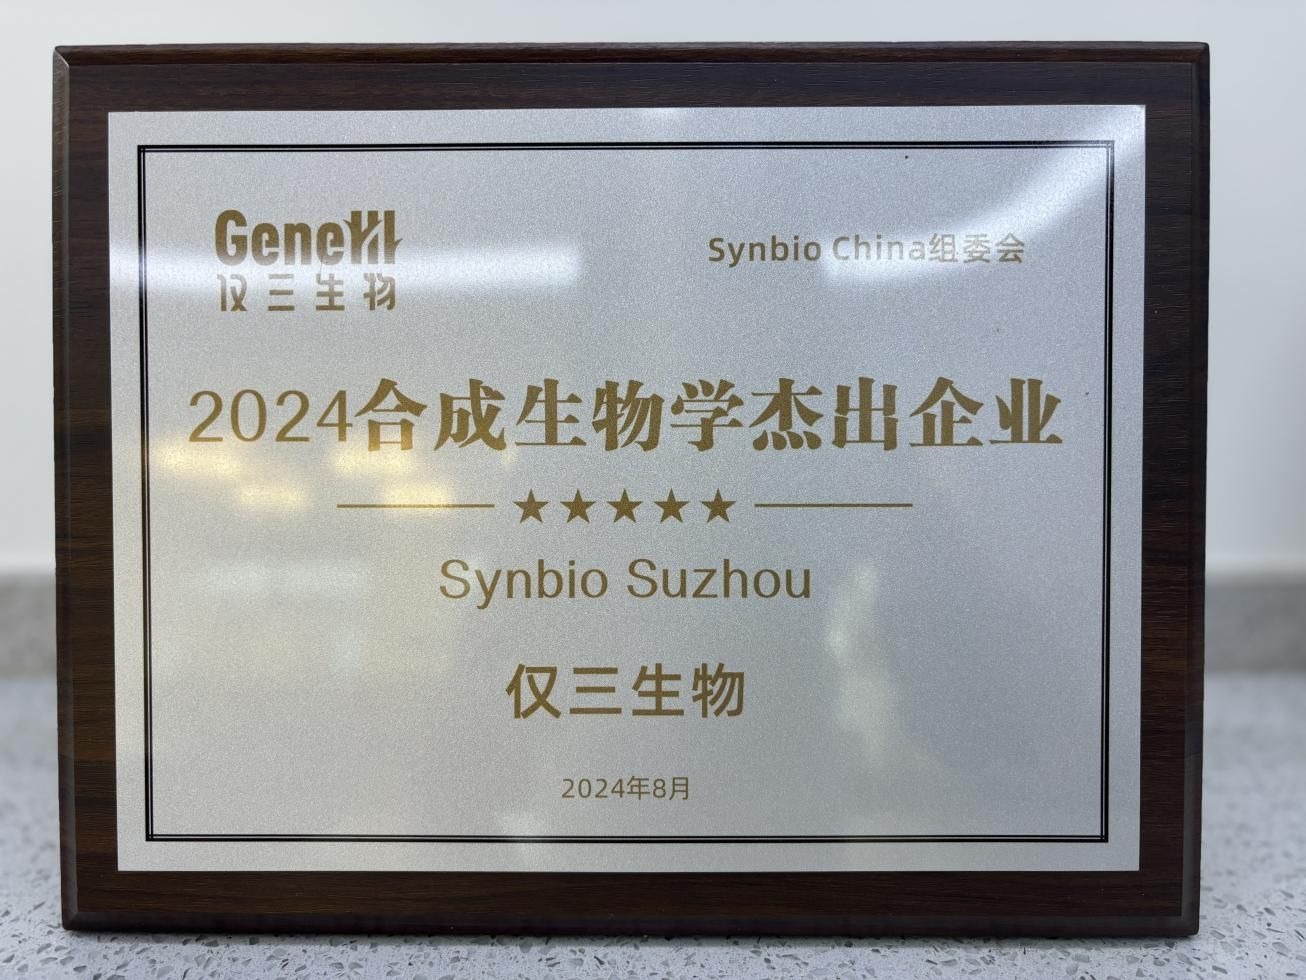 GeneYII
仅三生物
Synbio China组委会
2024合成生物学杰出企业
★★★★★
Synbio Suzhou
仅三生物
2024年8月